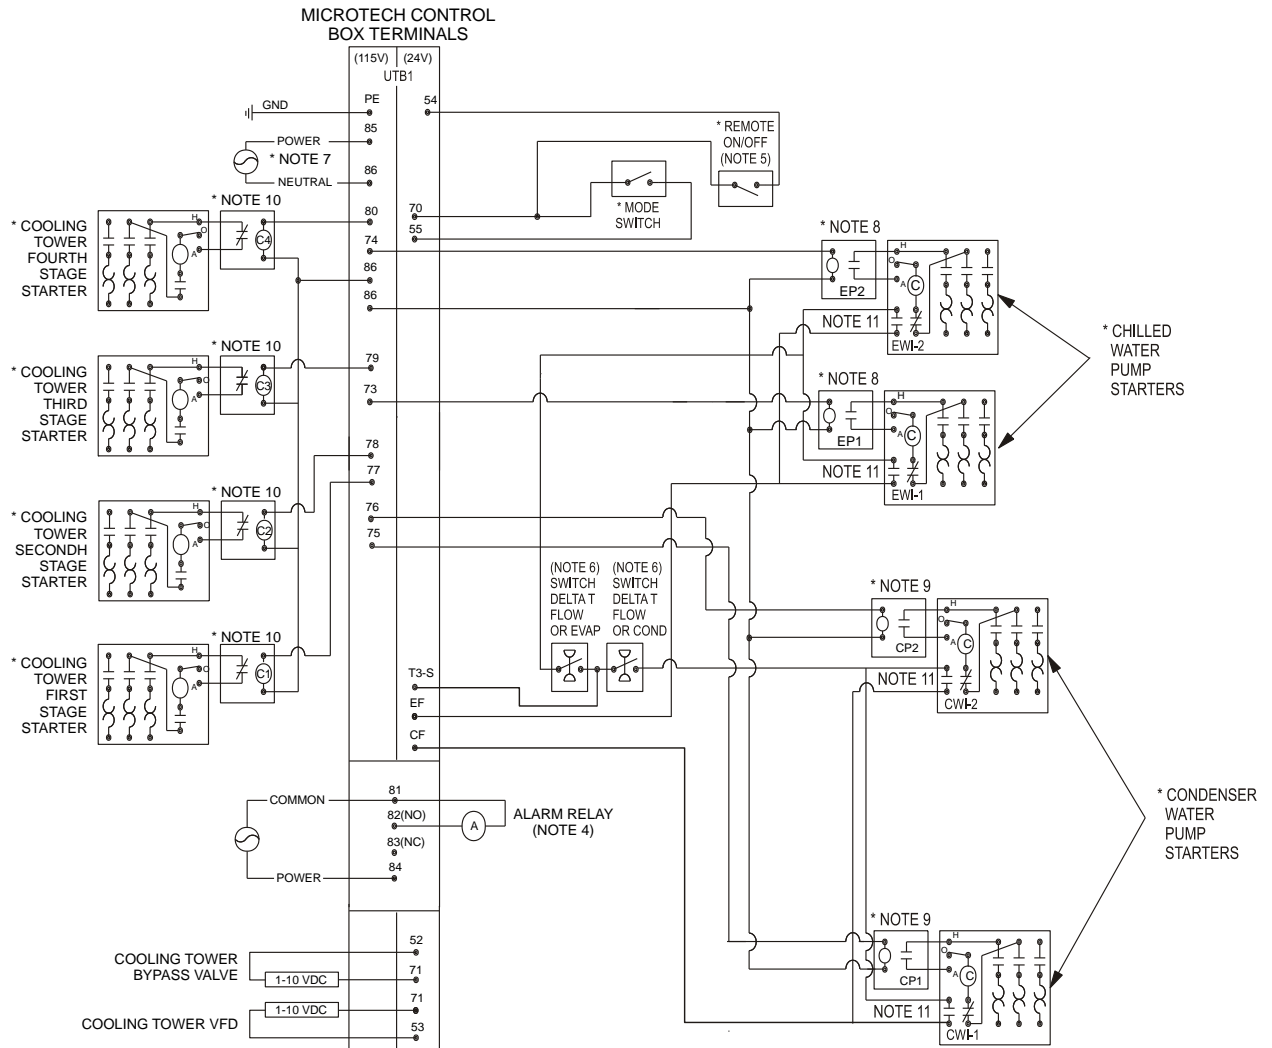 MICROTECH CONTROL
BOX TERMINALS
(115V) (24V)
UTB1
GND
PE
54
85
POWER
* NOTE 7
86
NEUTRAL
* REMOTE
ON/OFF
(NOTE 5)
* MODE
SWITCH
80
70
74
55
86
86
* COOLING
TOWER
FOURTH
STAGE
STARTER
* NOTE 10
H
O
A
C4
* NOTE 8
EP2
H
O
A
C
NOTE 11
EWI-2
* CHILLED
WATER
PUMP
STARTERS
* COOLING
TOWER
THIRD
STAGE
STARTER
* NOTE 10
H
O
A
C3
79
73
* NOTE 8
EP1
H
O
A
C
NOTE 11
EWI-1
78
77
76
75
* COOLING
TOWER
SECONDH
STAGE
STARTER
* NOTE 10
H
O
A
C2
(NOTE 6)
SWITCH
DELTA T
FLOW
OR EVAP
(NOTE 6)
SWITCH
DELTA T
FLOW
OR COND
* NOTE 9
CP2
H
O
A
C
NOTE 11
CWI-2
* COOLING
TOWER
FIRST
STAGE
STARTER
* NOTE 10
H
O
A
C1
T3-S
EF
CF
* CONDENSER
WATER
PUMP
STARTERS
COMMON
81
82(NO)
83(NC)
84
POWER
A
ALARM RELAY
(NOTE 4)
* NOTE 9
CP1
H
O
A
C
NOTE 11
CWI-1
COOLING TOWER
BYPASS VALVE
52
1-10 VDC
71
1-10 VDC
71
COOLING TOWER VFD
53